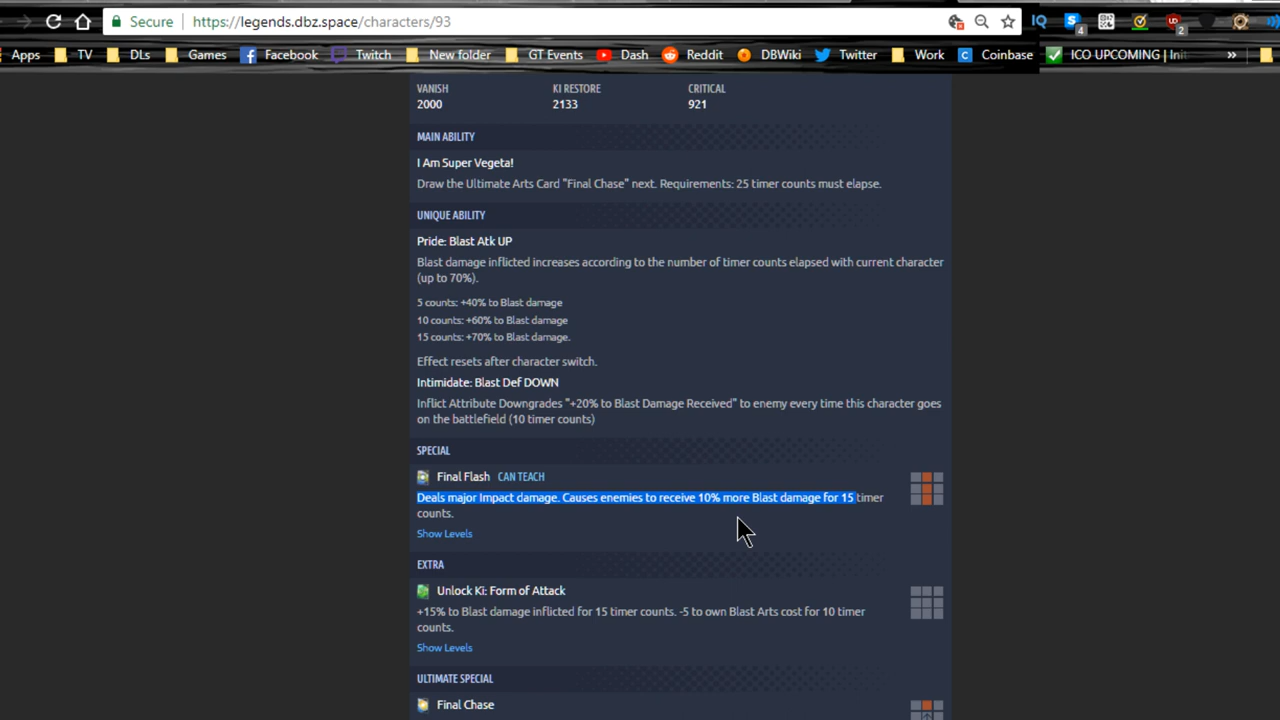 Secure https://legends.dbz.space/characters/93
IQ 4 2
Apps TV DLs Games Facebook Twitch New folder GT Events YouTube Dash Reddit DBWiki Twitter Work Coinbase ICO UPCOMING | Init »
VANISH KI RESTORE CRITICAL
2000 2133 921
MAIN ABILITY
I Am Super Vegeta!
Draw the Ultimate Arts Card "Final Chase" next. Requirements: 25 timer counts must elapse.
UNIQUE ABILITY
Pride: Blast Atk UP
Blast damage inflicted increases according to the number of timer counts elapsed with current character
(up to 70%).
5 counts: +40% to Blast damage
10 counts: +60% to Blast damage
15 counts: +70% to Blast damage.
Effect resets after character switch.
Intimidate: Blast Def DOWN
Inflict Attribute Downgrades "+20% to Blast Damage Received" to enemy every time this character goes
on the battlefield (10 timer counts)
SPECIAL
Final Flash CAN TEACH
Deals major Impact damage. Causes enemies to receive 10% more Blast damage for 15 timer
counts.
Show Levels
EXTRA
Unlock Ki: Form of Attack
+15% to Blast damage inflicted for 15 timer counts. -5 to own Blast Arts cost for 10 timer
counts.
Show Levels
ULTIMATE SPECIAL
Final Chase